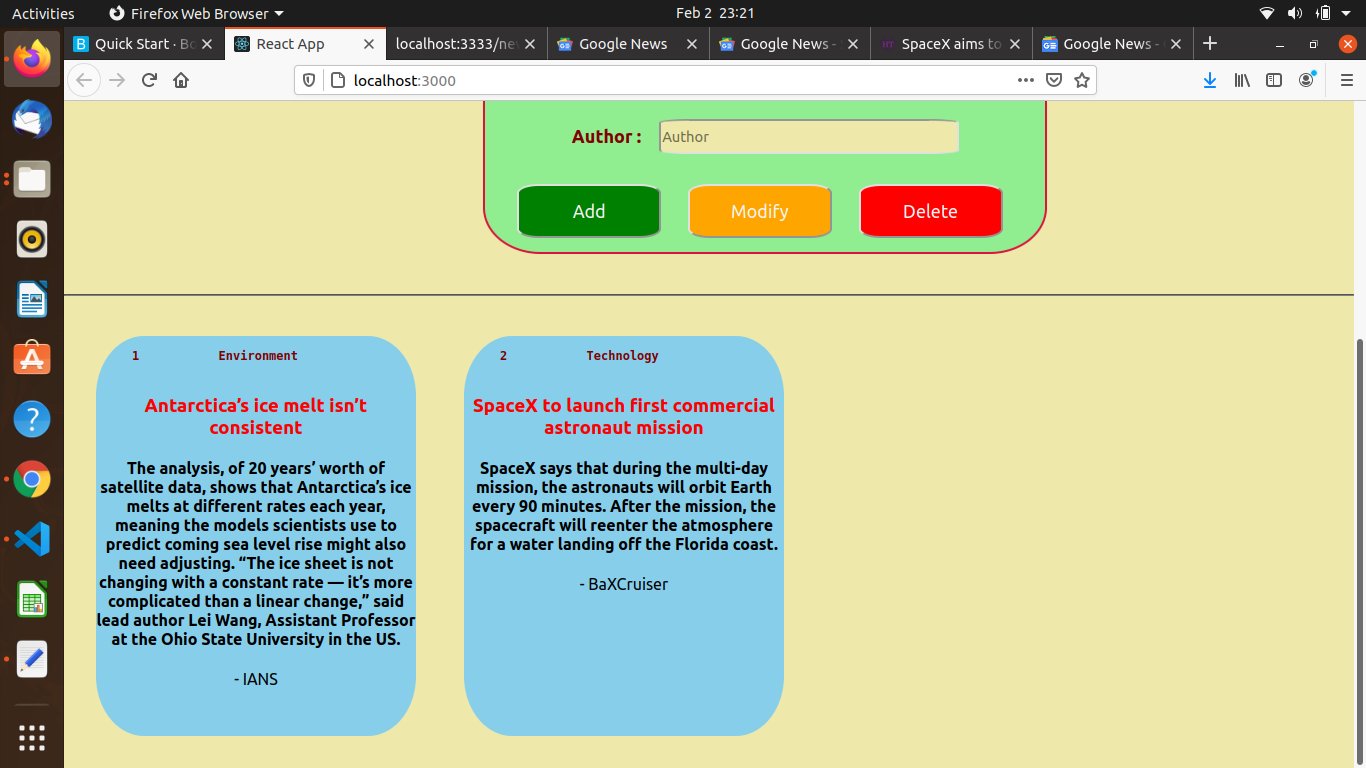 Activities Firefox Web Browser Feb 2 23:21
Quick Start · Bo React App localhost:3333/ne Google News Google News - SpaceX aims to Google News -
localhost:3000
Author : Author
Add Modify Delete
1 Environment
Antarctica’s ice melt isn’t
consistent
The analysis, of 20 years’ worth of
satellite data, shows that Antarctica’s ice
melts at different rates each year,
meaning the models scientists use to
predict coming sea level rise might also
need adjusting. “The ice sheet is not
changing with a constant rate — it’s more
complicated than a linear change,” said
lead author Lei Wang, Assistant Professor
at the Ohio State University in the US.
- IANS
2 Technology
SpaceX to launch first commercial
astronaut mission
SpaceX says that during the multi-day
mission, the astronauts will orbit Earth
every 90 minutes. After the mission, the
spacecraft will reenter the atmosphere
for a water landing off the Florida coast.
- BaXCruiser